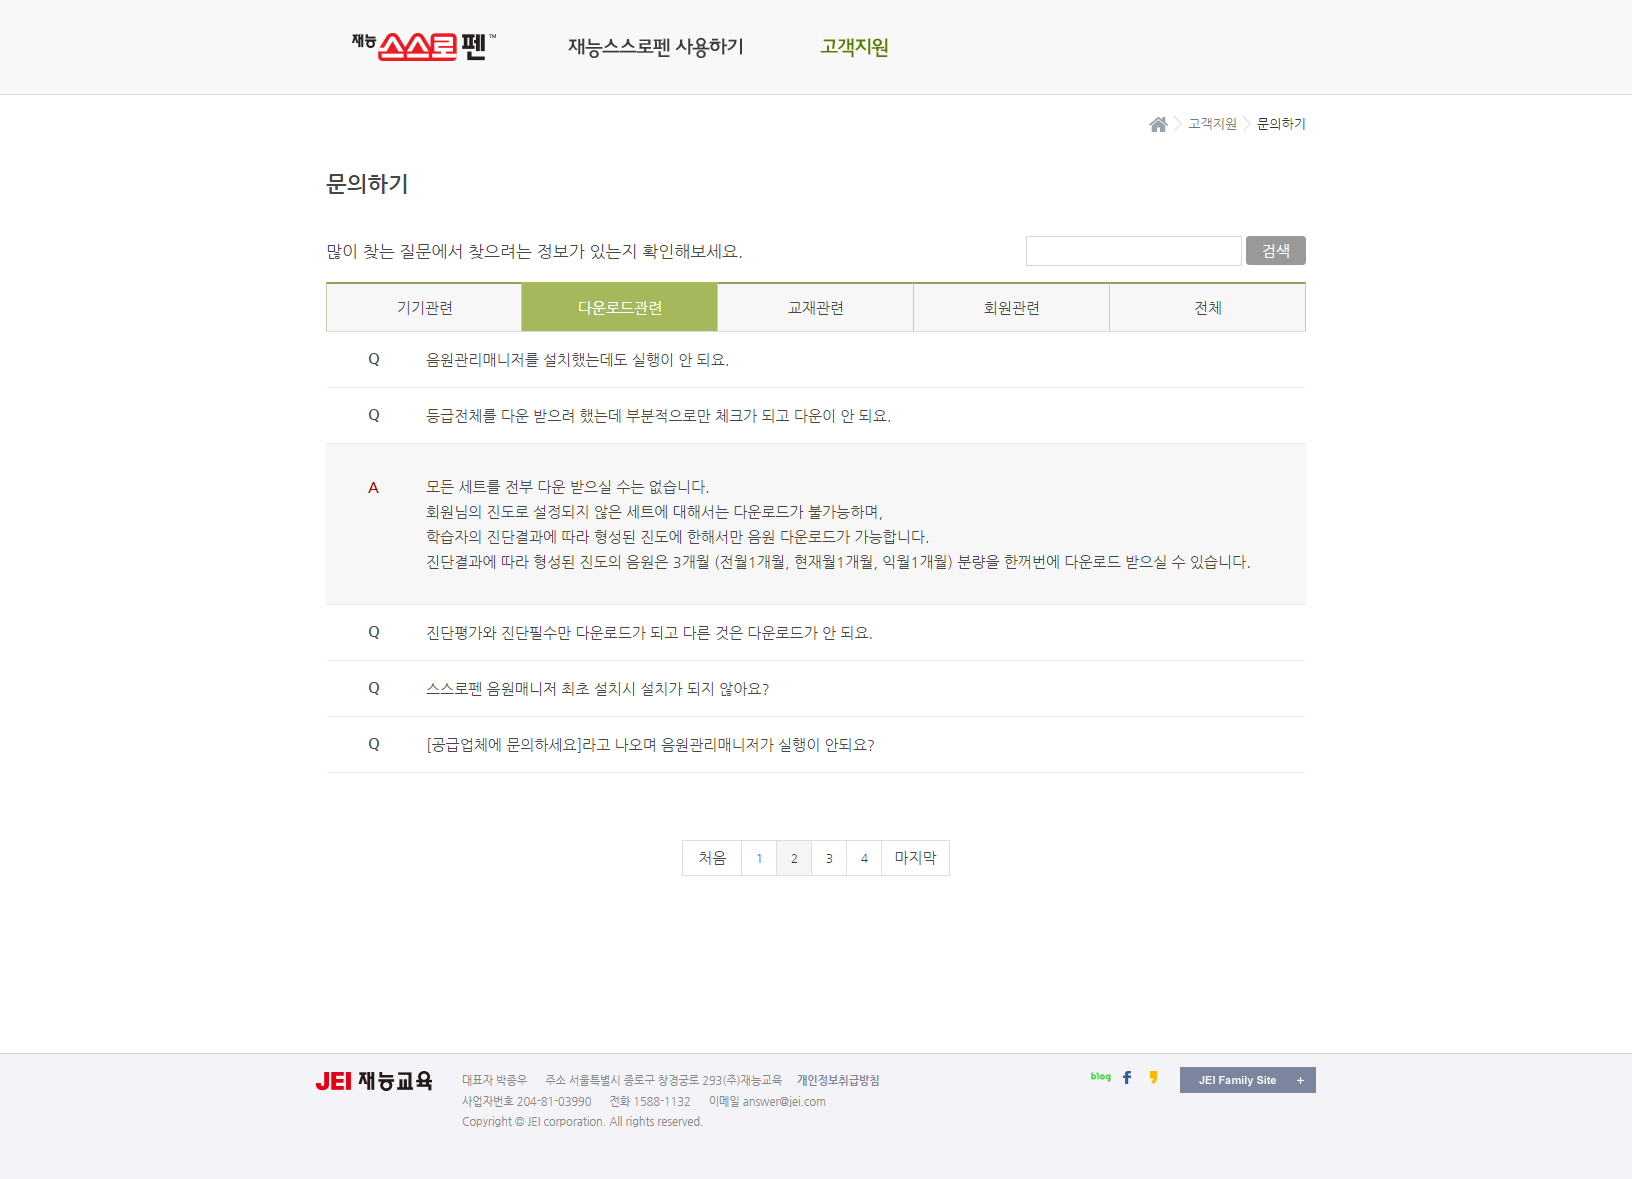 재능스스로펜™
재능스스로펜 사용하기
고객지원
고객지원 문의하기
문의하기
많이 찾는 질문에서 찾으려는 정보가 있는지 확인해보세요.
검색
기기관련 다운로드관련 교재관련 회원관련 전체
Q 음원관리매니저를 설치했는데도 실행이 안 되요.
Q 등급전체를 다운 받으려 했는데 부분적으로만 체크가 되고 다운이 안 되요.
A 모든 세트를 전부 다운 받으실 수는 없습니다.
회원님의 진도로 설정되지 않은 세트에 대해서는 다운로드가 불가능하며,
학습자의 진단결과에 따라 형성된 진도에 한해서만 음원 다운로드가 가능합니다.
진단결과에 따라 형성된 진도의 음원은 3개월 (전월1개월, 현재월1개월, 익월1개월) 분량을 한꺼번에 다운로드 받으실 수 있습니다.
Q 진단평가와 진단필수만 다운로드가 되고 다른 것은 다운로드가 안 되요.
Q 스스로펜 음원매니저 최초 설치시 설치가 되지 않아요?
Q [공급업체에 문의하세요]라고 나오며 음원관리매니저가 실행이 안되요?
처음 1 2 3 4 마지막
JEI 재능교육
대표자 박종우 주소 서울특별시 종로구 창경궁로 293(주)재능교육 개인정보취급방침
사업자번호 204-81-03990 전화 1588-1132 이메일 answer@jei.com
Copyright © JEI corporation. All rights reserved.
blog f
JEI Family Site +